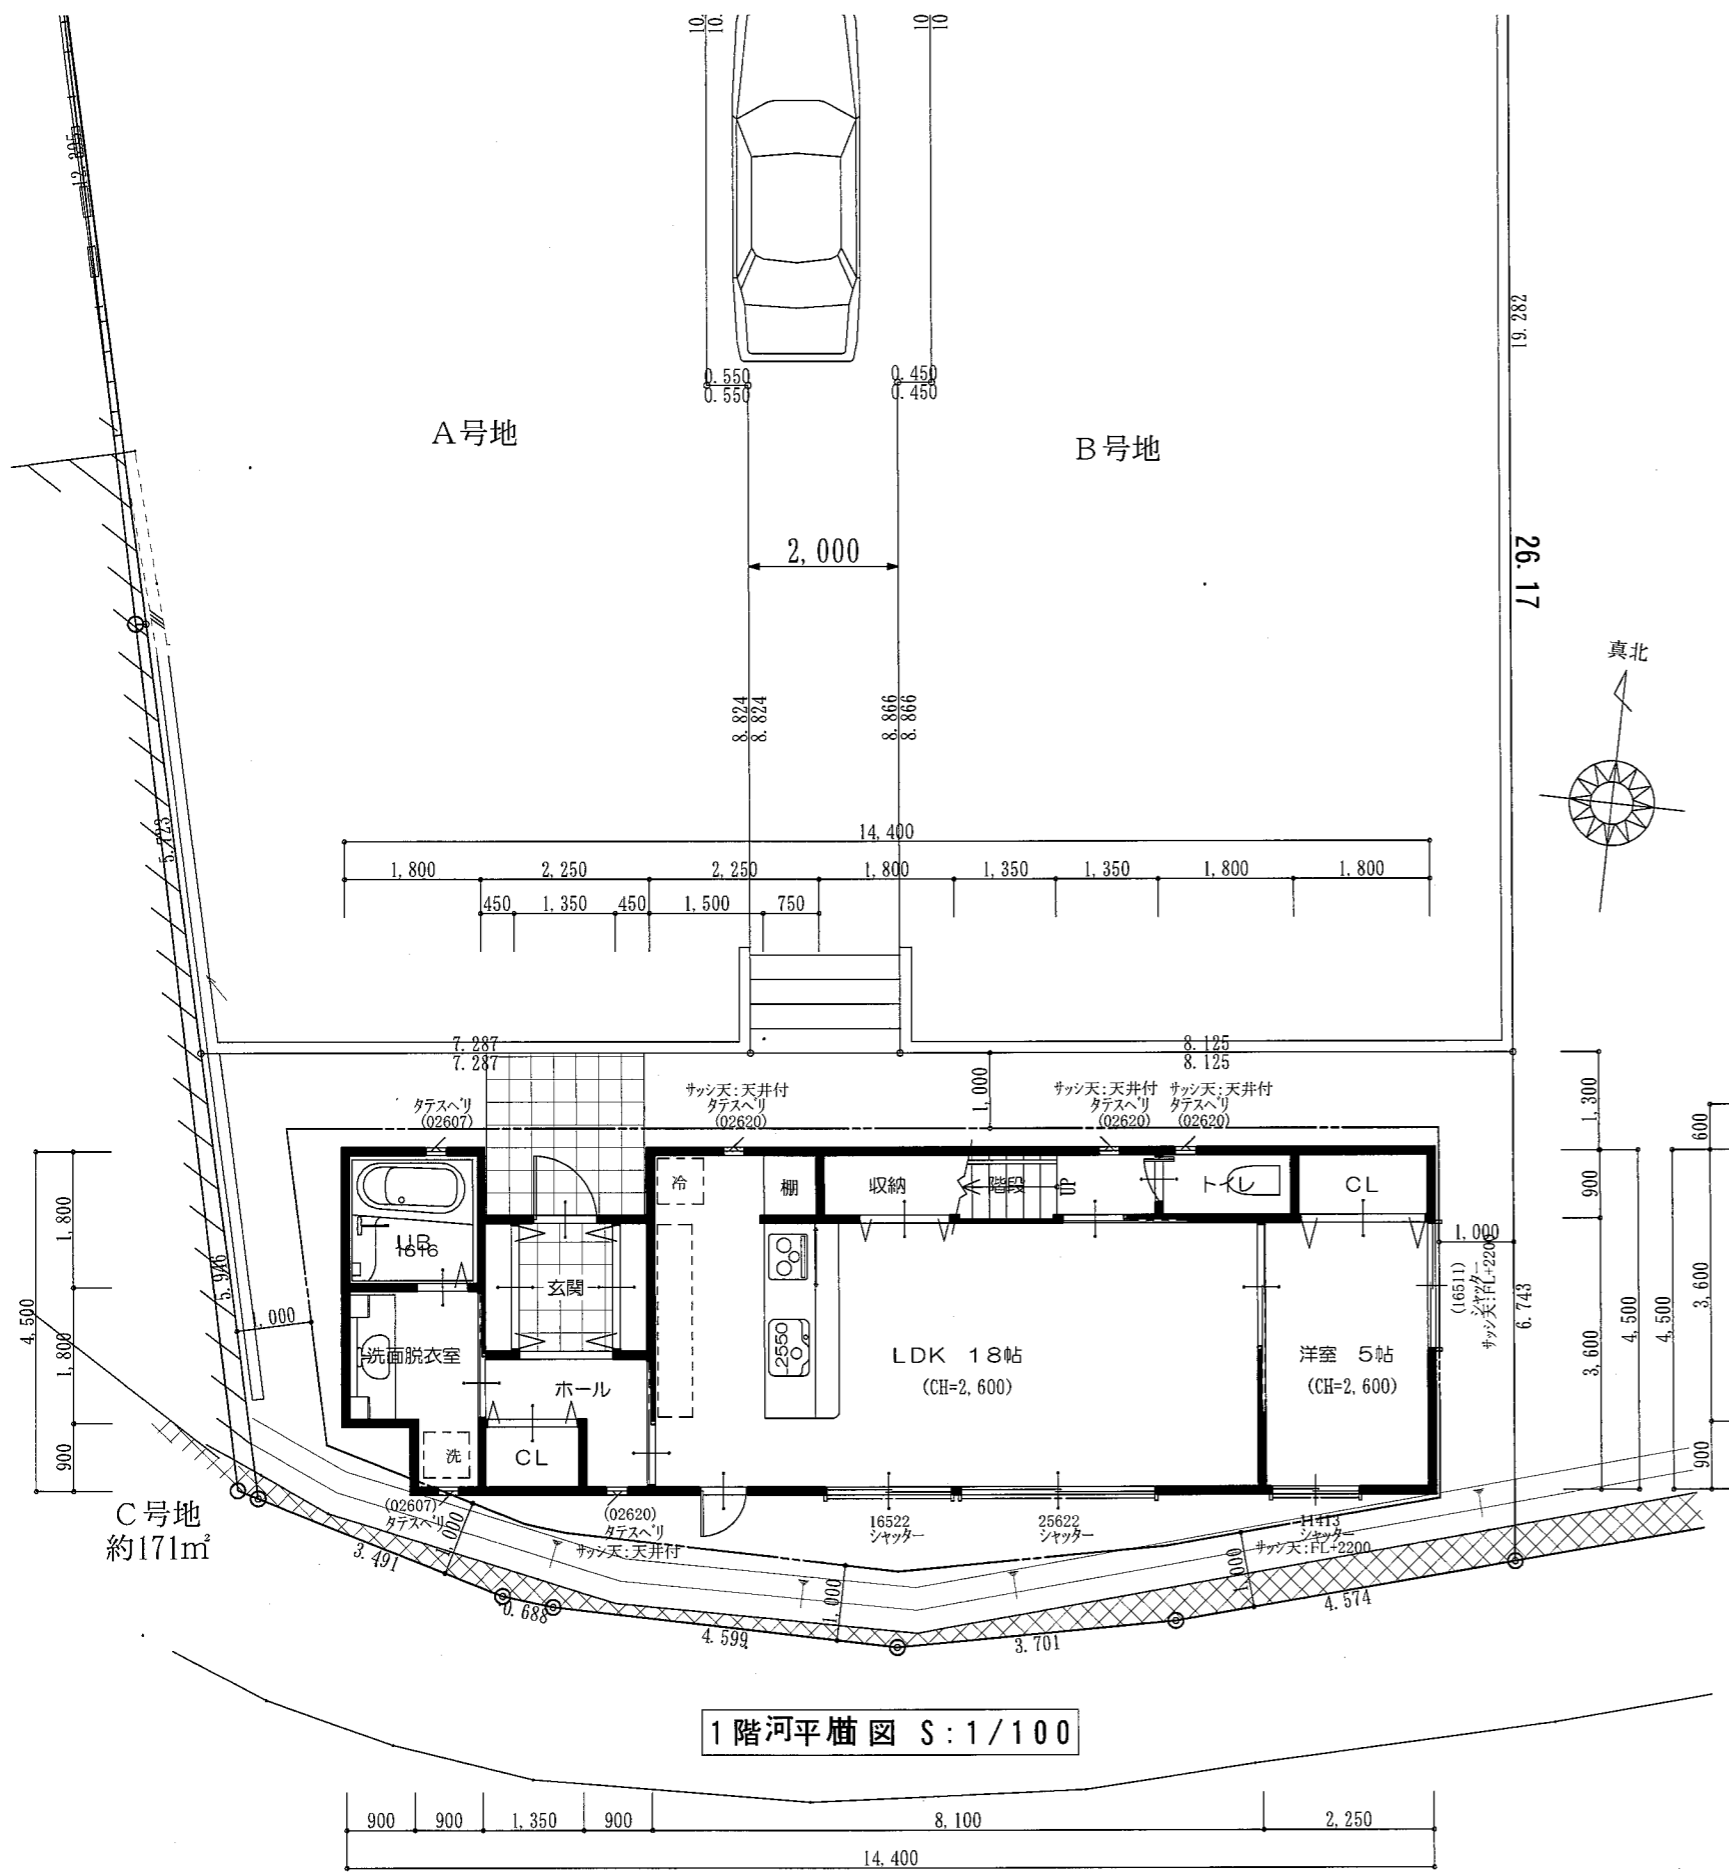 10.
10.
10
10
12.305
19.282
0.550
0.550
0.450
0.450
A号地
B号地
2,000
26.17
真北
8.824
8.824
8.866
8.866
5.723
14,400
1,800
2,250
2,250
1,800
1,350
1,350
1,800
1,800
450
1,350
450
1,500
750
7.287
7.287
8.125
8.125
1,000
1,300
600
タテスベリ
(02607)
サッシ天:天井付
タテスベリ
(02620)
サッシ天:天井付
タテスベリ
(02620)
サッシ天:天井付
タテスベリ
(02620)
冷
棚
収納
階段
UP
トイレ
CL
UB
1616
玄関
2550
LDK 18帖
(CH=2,600)
洋室 5帖
(CH=2,600)
洗面脱衣室
ホール
洗
CL
1,000
(16511)
シャッター
サッシ天:FL+2200
6.743
900
3,600
4,500
4,500
3,600
900
4,500
1,800
1,800
900
5.946
1,000
C号地
約171㎡
(02607)
タテスベリ
(02620)
タテスベリ
サッシ天:天井付
16522
シャッター
25622
シャッター
11413
シャッター
サッシ天:FL+2200
1,000
1,000
1,000
3.491
0.688
4.599
3.701
4.574
1階河平面図 S:1/100
900
900
1,350
900
8,100
2,250
14,400